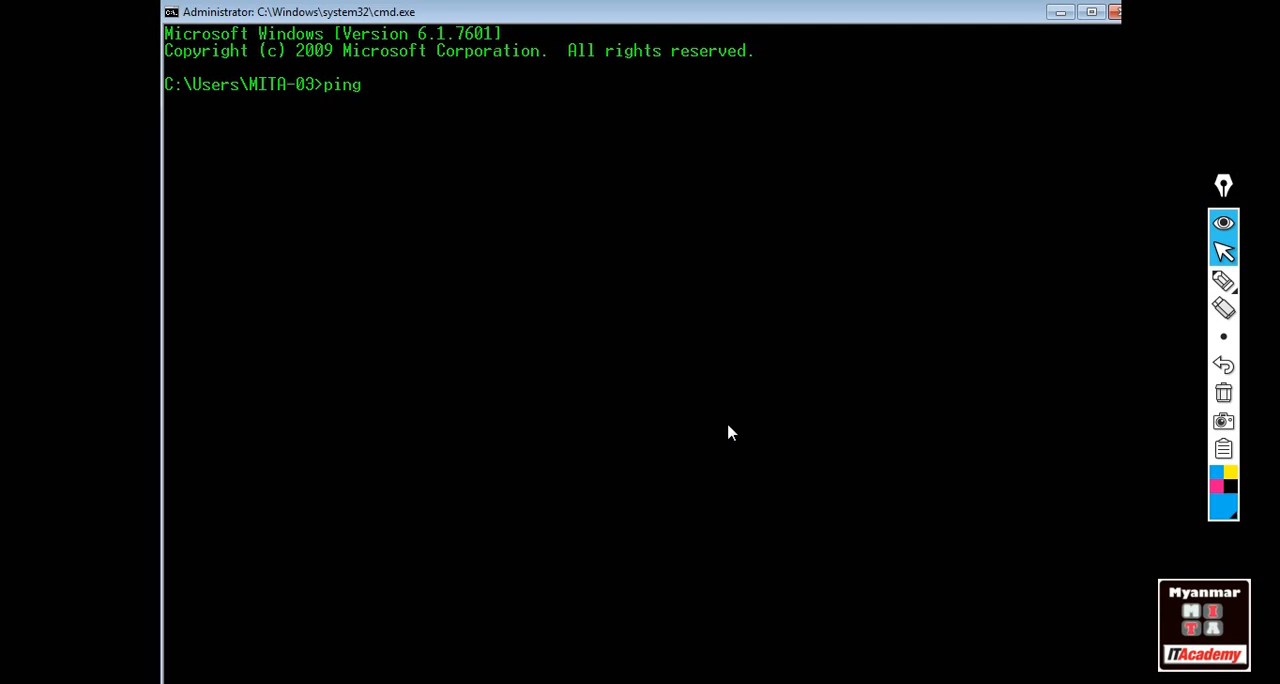 Administrator: C:\Windows\system32\cmd.exe
Microsoft Windows [Version 6.1.7601]
Copyright (c) 2009 Microsoft Corporation.  All rights reserved.
C:\Users\MITA-03>ping
Myanmar
M I
T A
ITAcademy